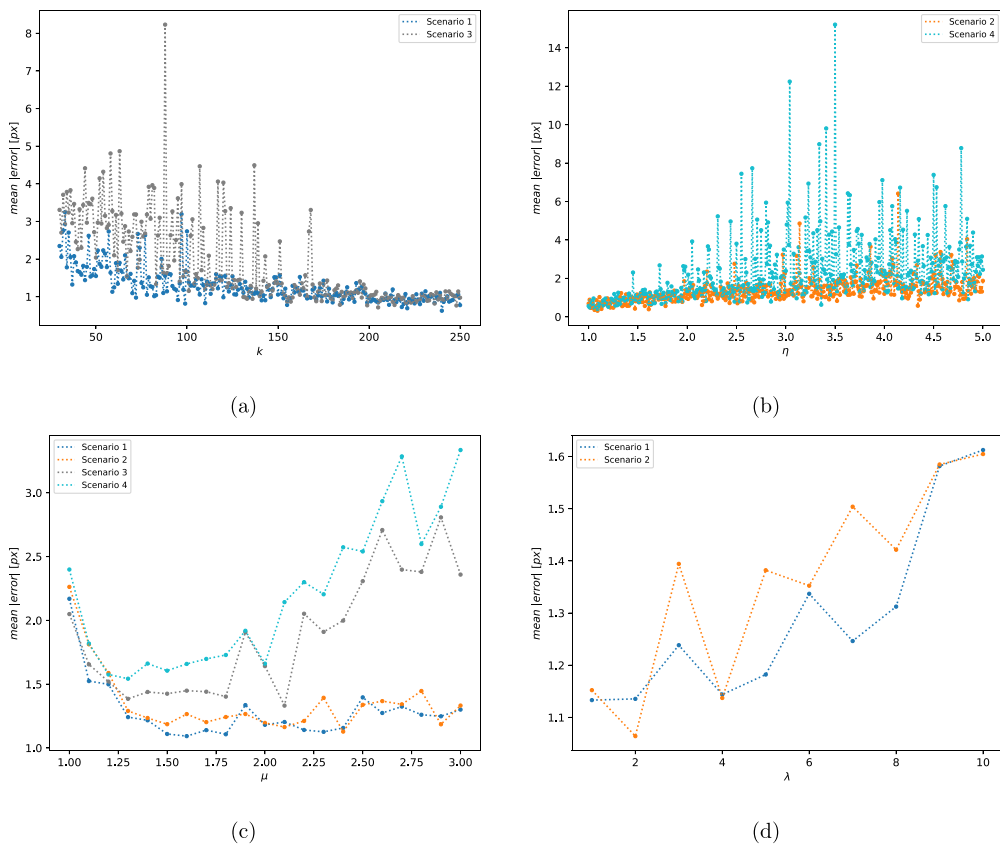 Scenario 1
Scenario 3
mean |error| [px]
8
7
6
5
4
3
2
1
50
100
150
200
250
k
(a)
Scenario 2
Scenario 4
mean |error| [px]
14
12
10
8
6
4
2
0
1.0
1.5
2.0
2.5
3.0
3.5
4.0
4.5
5.0
η
(b)
Scenario 1
Scenario 2
Scenario 3
Scenario 4
mean |error| [px]
3.0
2.5
2.0
1.5
1.0
1.00
1.25
1.50
1.75
2.00
2.25
2.50
2.75
3.00
μ
(c)
Scenario 1
Scenario 2
mean |error| [px]
1.6
1.5
1.4
1.3
1.2
1.1
2
4
6
8
10
λ
(d)